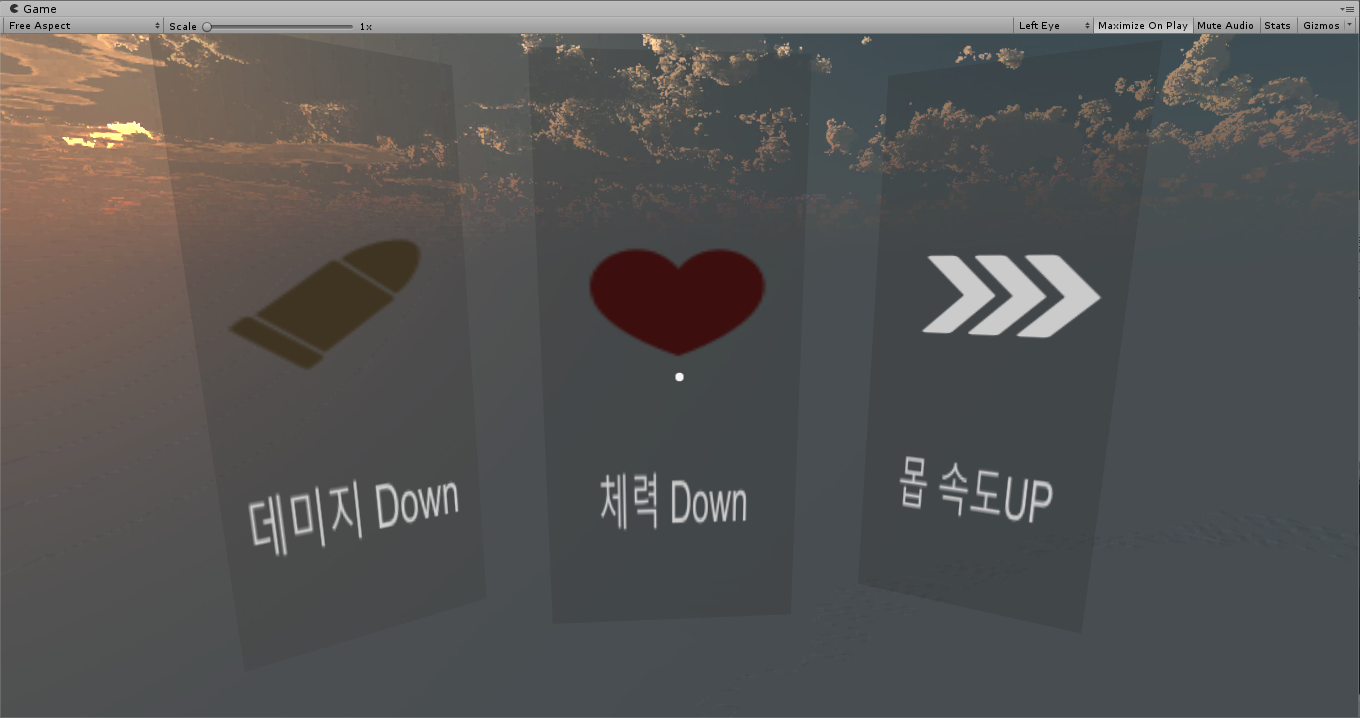 Game
Free Aspect
Scale
1x
Left Eye
Maximize On Play
Mute Audio
Stats
Gizmos
데미지 Down
체력 Down
몹 속도UP